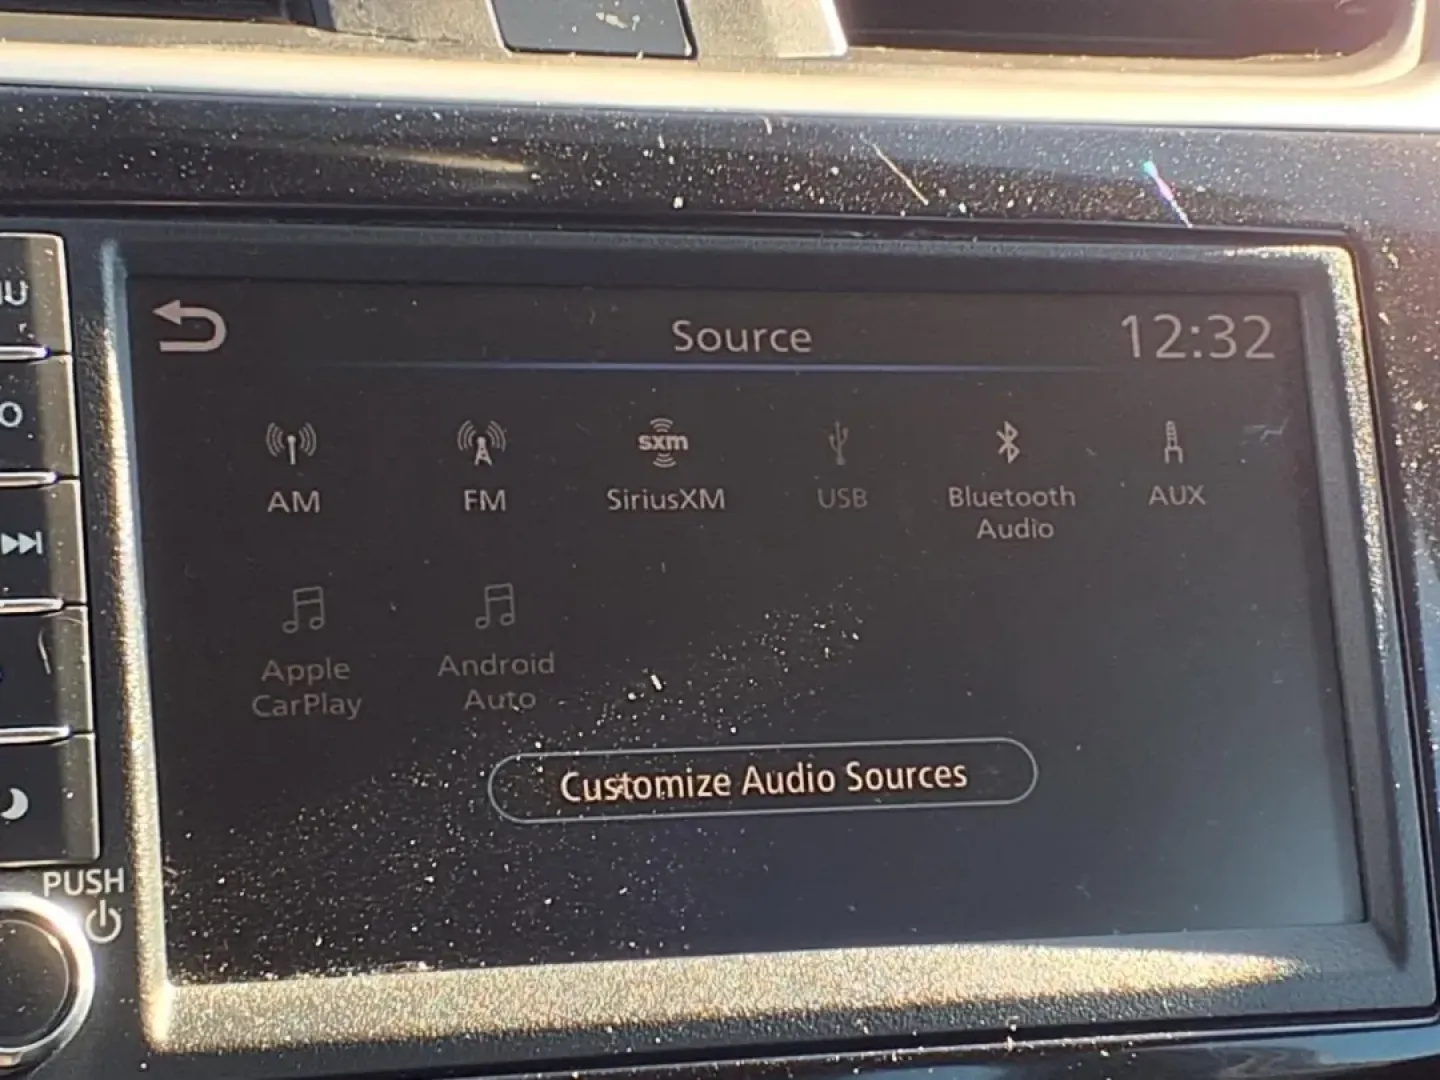 Source
12:32
AM
FM
sxm
SiriusXM
USB
Bluetooth
Audio
AUX
Apple
CarPlay
Android
Auto
Customize Audio Sources
PUSH